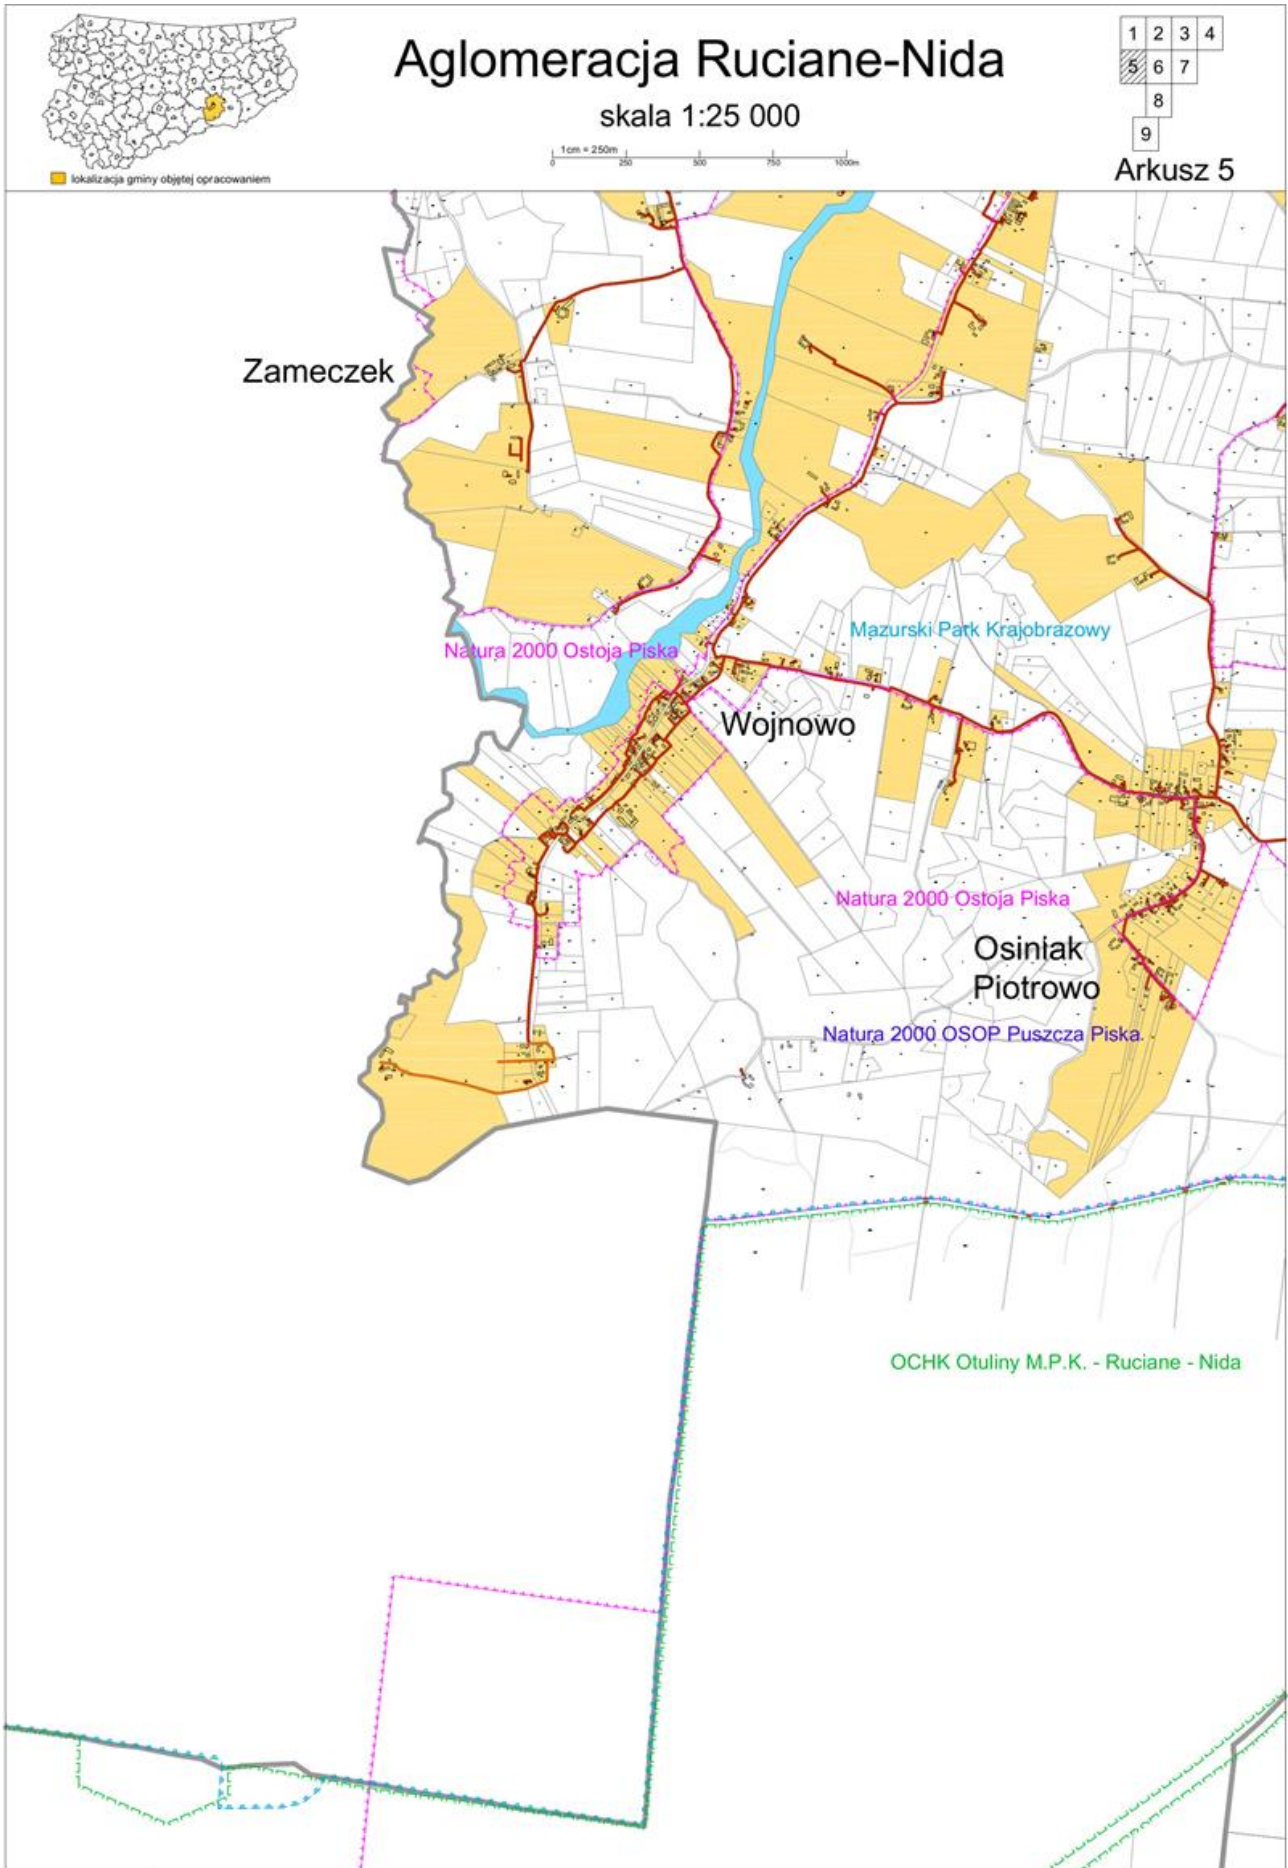 Aglomeracja Ruciane-Nida
skala 1:25 000
1cm = 250m
0 250 500 750 1000m
lokalizacja gminy objętej opracowaniem
1 2 3 4
5 6 7
8
9
Arkusz 5
Zameczek
Mazurski Park Krajobrazowy
Natura 2000 Ostoja Piska
Wojnowo
Natura 2000 Ostoja Piska
Osiniak
Piotrowo
Natura 2000 OSOP Puszcza Piska
OCHK Otuliny M.P.K. - Ruciane - Nida